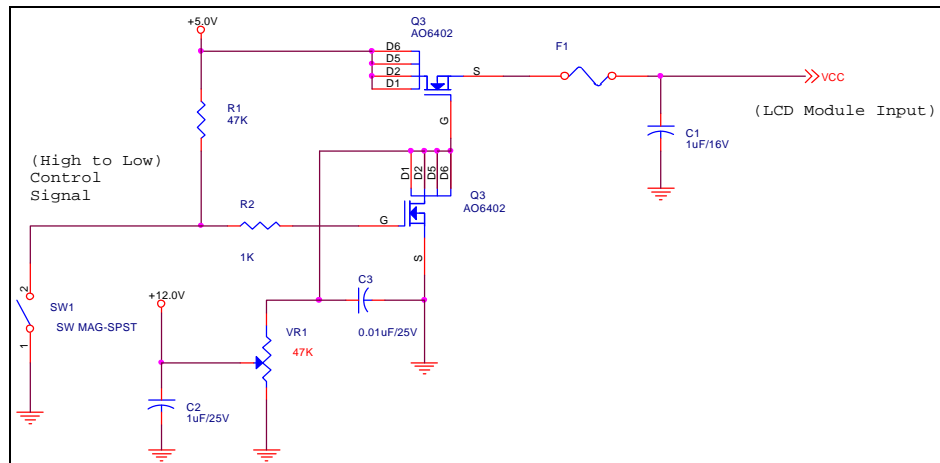 +5.0V
Q3
AO6402
D6
D5
D2
D1
S
G
F1
VCC
(LCD Module Input)
C1
1uF/16V
R1
47K
(High to Low)
Control
Signal
R2
1K
D1
D2
D5
D6
Q3
AO6402
G
S
2
SW1
SW MAG-SPST
1
+12.0V
C3
0.01uF/25V
VR1
47K
C2
1uF/25V